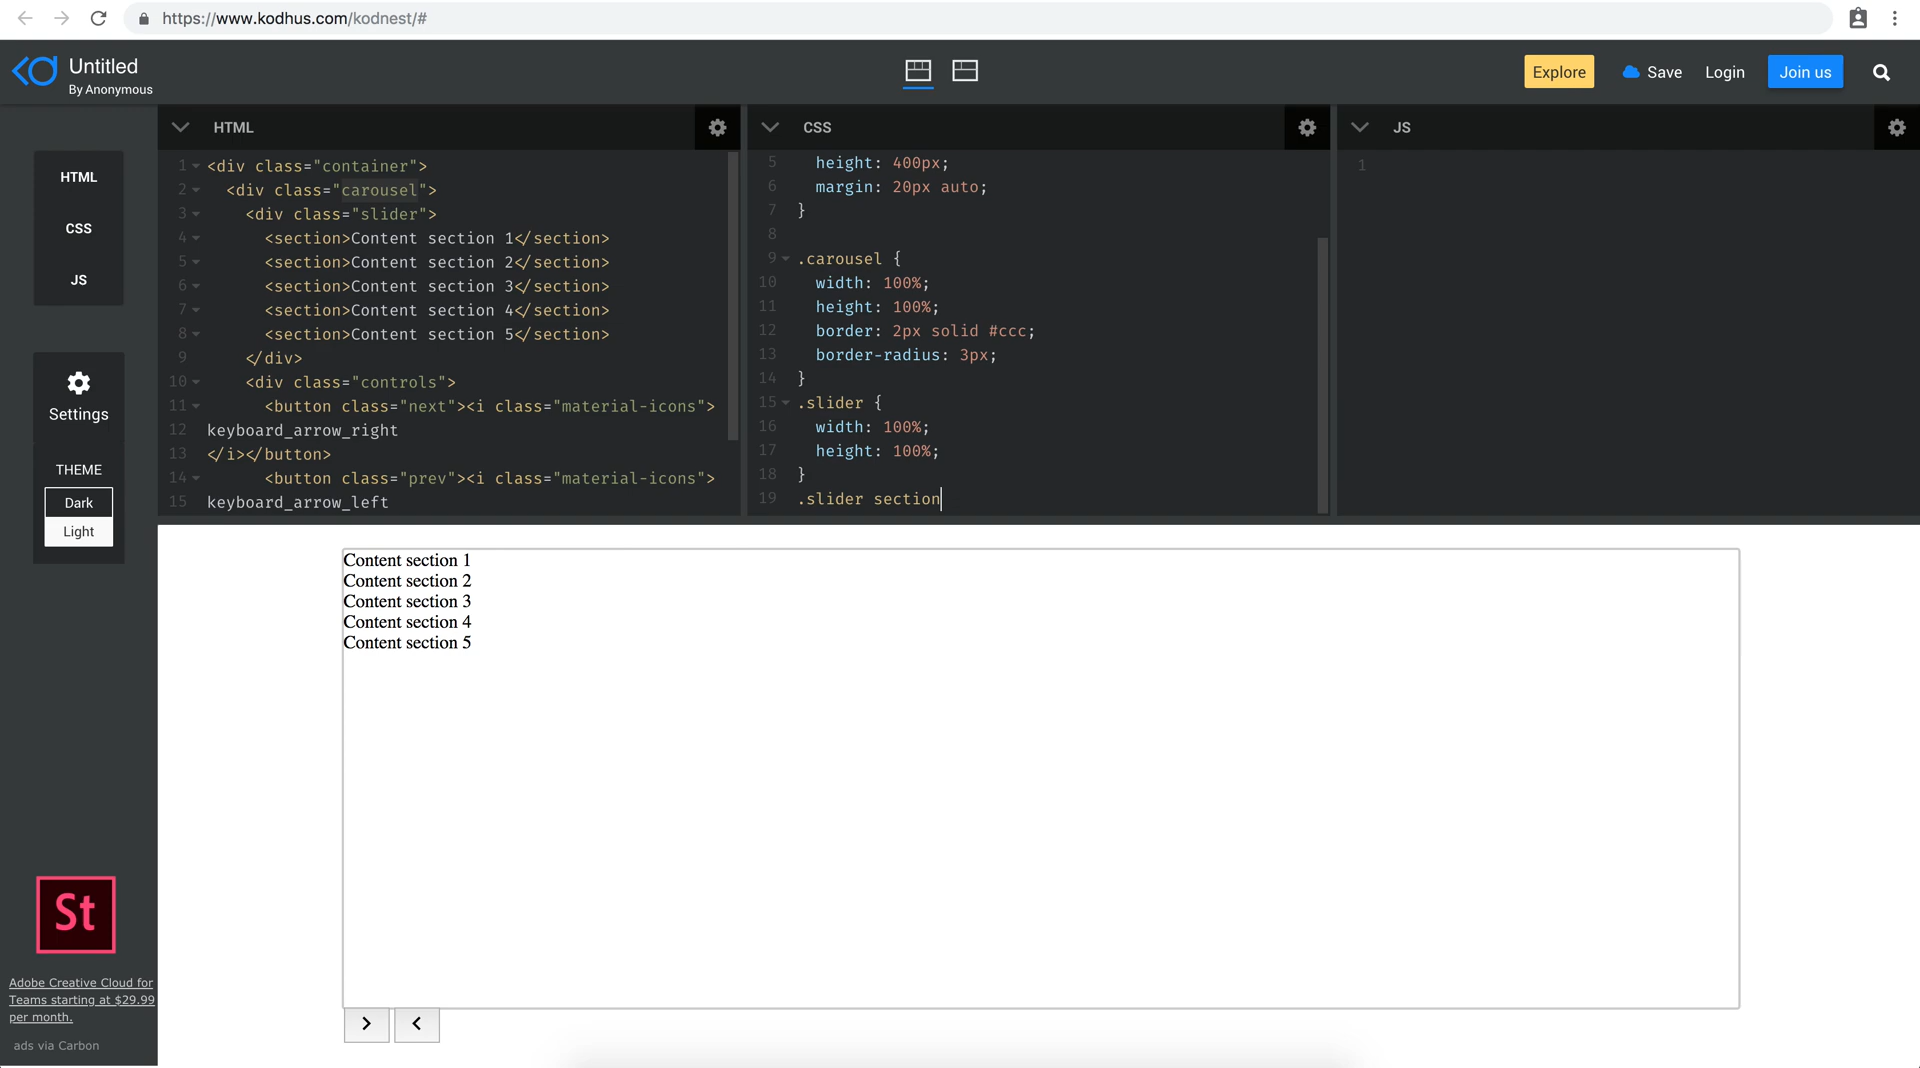 https://www.kodhus.com/kodnest/#
Untitled
By Anonymous
Explore
Save
Login
Join us
HTML
CSS
JS
Settings
THEME
Dark
Light
HTML
1 <div class="container">
2 <div class="carousel">
3 <div class="slider">
4 <section>Content section 1</section>
5 <section>Content section 2</section>
6 <section>Content section 3</section>
7 <section>Content section 4</section>
8 <section>Content section 5</section>
9 </div>
10 <div class="controls">
11 <button class="next"><i class="material-icons">
12 keyboard_arrow_right
13 </i></button>
14 <button class="prev"><i class="material-icons">
15 keyboard_arrow_left
CSS
5 height: 400px;
6 margin: 20px auto;
7 }
8
9 .carousel {
10 width: 100%;
11 height: 100%;
12 border: 2px solid #ccc;
13 border-radius: 3px;
14 }
15 .slider {
16 width: 100%;
17 height: 100%;
18 }
19 .slider section
JS
1
Content section 1
Content section 2
Content section 3
Content section 4
Content section 5
St
Adobe Creative Cloud for
Teams starting at $29.99
per month.
ads via Carbon